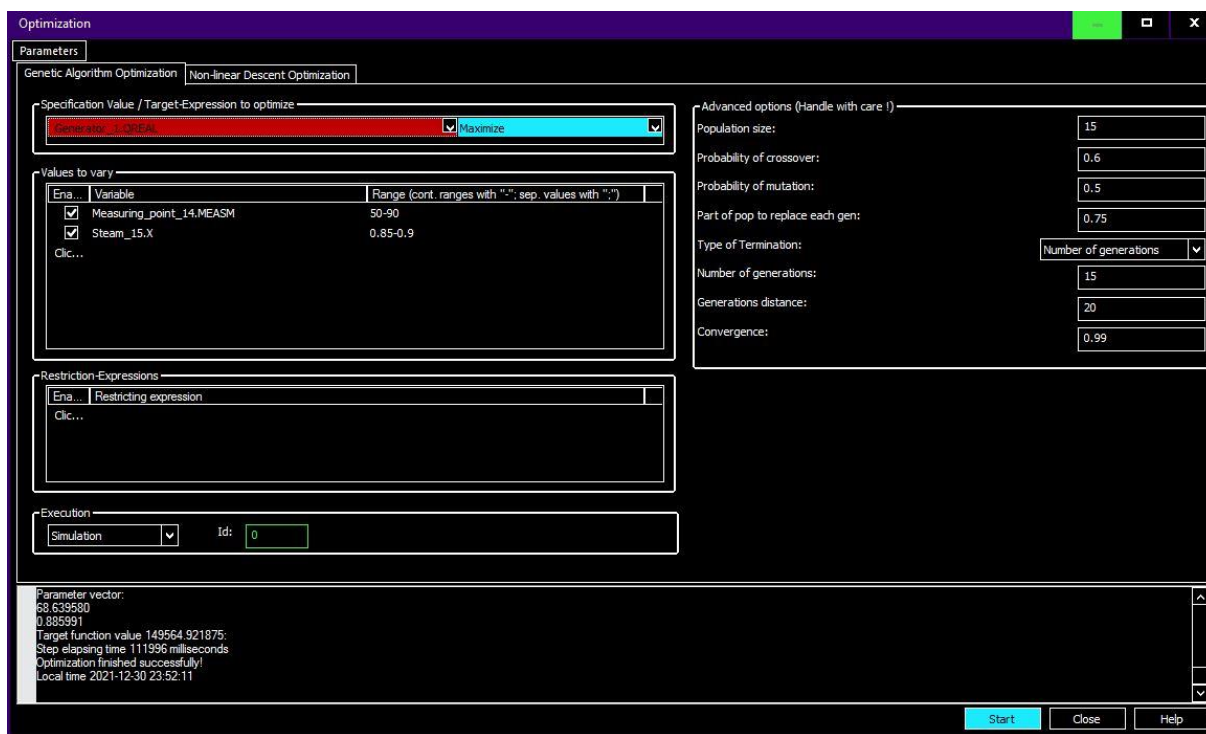 Optimization
Parameters
Genetic Algorithm Optimization Non-linear Descent Optimization
Specification Value / Target-Expression to optimize
Generator_1.QREAL Maximize
Values to vary
Ena... Variable Range (cont. ranges with "-"; sep. values with ";")
Measuring_point_14.MEASM 50-90
Steam_15.X 0.85-0.9
Clic...
Restriction-Expressions
Ena... Restricting expression
Clic...
Execution
Simulation Id: 0
Advanced options (Handle with care !)
Population size: 15
Probability of crossover: 0.6
Probability of mutation: 0.5
Part of pop to replace each gen: 0.75
Type of Termination: Number of generations
Number of generations: 15
Generations distance: 20
Convergence: 0.99
Parameter vector:
68.639580
0.885991
Target function value 149564.921875:
Step elapsing time 111996 milliseconds
Optimization finished successfully!
Local time 2021-12-30 23:52:11
Start Close Help